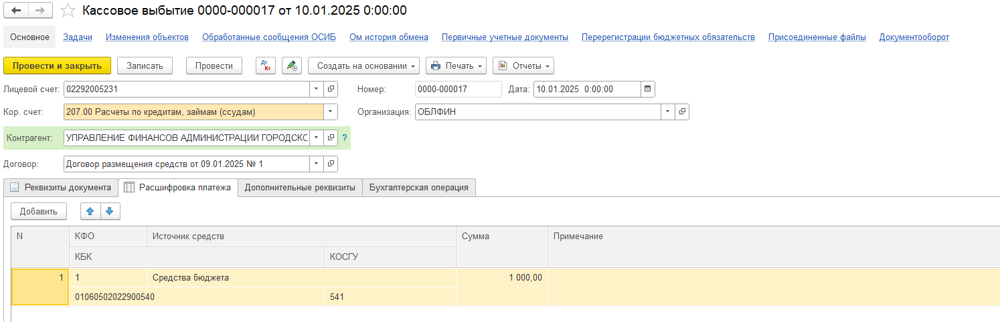 Кассовое выбытие 0000-000017 от 10.01.2025 0:00:00
Основное Задачи Изменения объектов Обработанные сообщения ОСИБ Ом история обмена Первичные учетные документы Перерегистрации бюджетных обязательств Присоединенные файлы Документооборот
Провести и закрыть Записать Провести Дт Кт Создать на основании Печать Отчеты
Лицевой счет: 02292005231 Номер: 0000-000017 Дата: 10.01.2025 0:00:00
Кор. счет: 207.00 Расчеты по кредитам, займам (ссудам) Организация: ОБЛФИН
Контрагент: УПРАВЛЕНИЕ ФИНАНСОВ АДМИНИСТРАЦИИ ГОРОДСКО ?
Договор: Договор размещения средств от 09.01.2025 № 1
Реквизиты документа Расшифровка платежа Дополнительные реквизиты Бухгалтерская операция
Добавить
N КФО Источник средств Сумма Примечание
КБК КОСГУ
1 1 Средства бюджета 1 000,00
01060502022900540 541